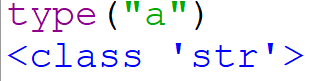 type("a")
<class 'str'>